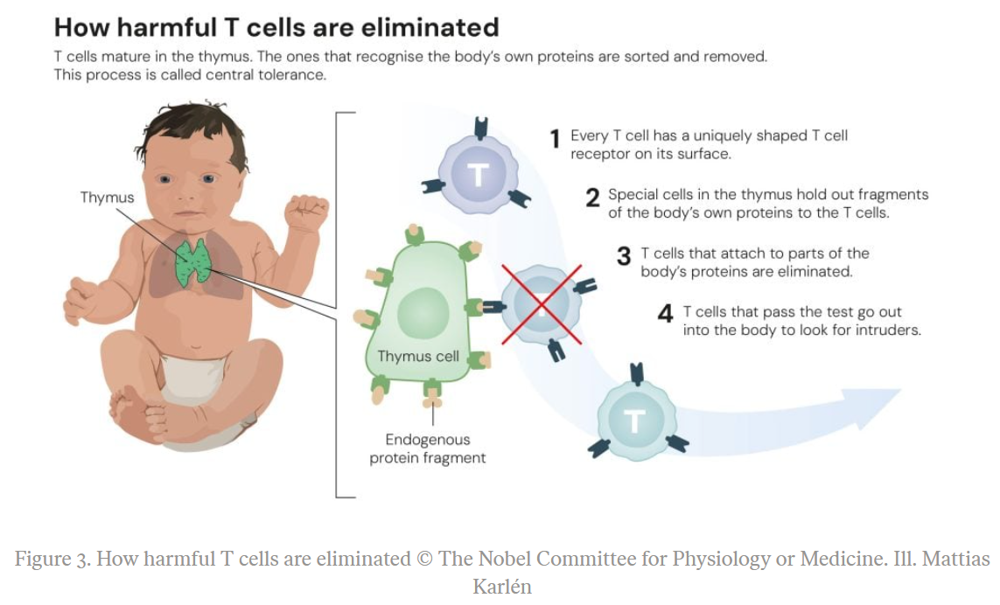 How harmful T cells are eliminated
T cells mature in the thymus. The ones that recognise the body's own proteins are sorted and removed.
This process is called central tolerance.
Thymus
T
1 Every T cell has a uniquely shaped T cell
receptor on its surface.
2 Special cells in the thymus hold out fragments
of the body's own proteins to the T cells.
3 T cells that attach to parts of the
body's proteins are eliminated.
4 T cells that pass the test go out
into the body to look for intruders.
T
Thymus cell
T
Endogenous
protein fragment
Figure 3. How harmful T cells are eliminated © The Nobel Committee for Physiology or Medicine. Ill. Mattias
Karlén